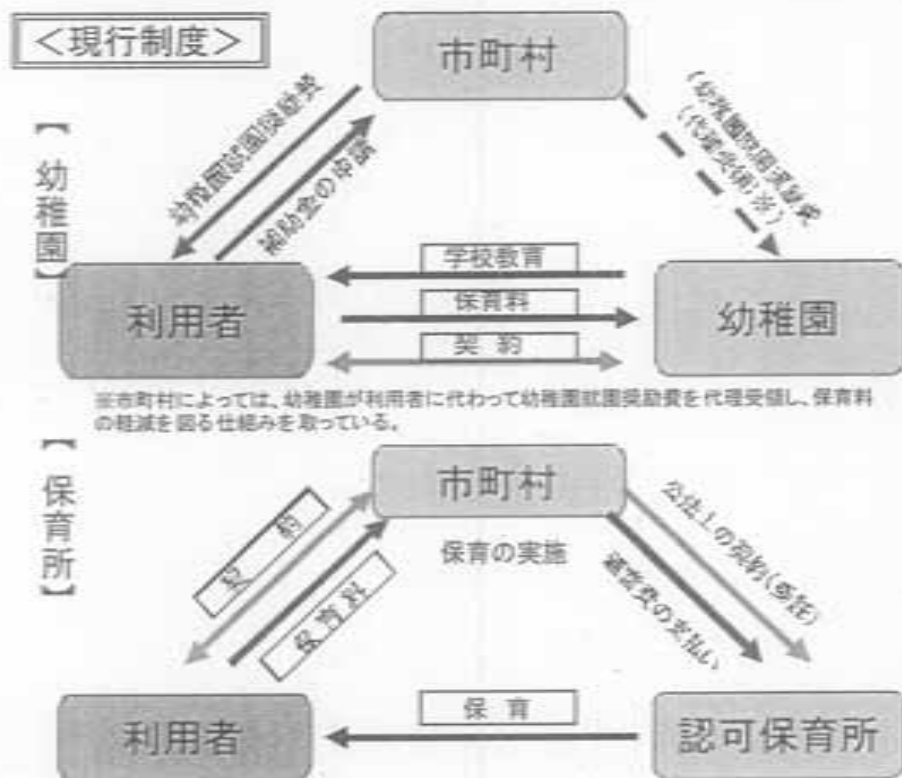 ＜現行制度＞
市町村
【幼稚園】
幼稚園就園奨励費
補助金の申請
(幼稚園就園奨励費
(代理受領)※)
学校教育
利用者
保育料
幼稚園
契約
※市町村によっては、幼稚園が利用者に代わって幼稚園就園奨励費を代理受領し、保育料
の軽減を図る仕組みを取っている。
【保育所】
市町村
契約
保育料
保育の実施
公法上の契約(委託)
運営費の支払い
保育
利用者
認可保育所